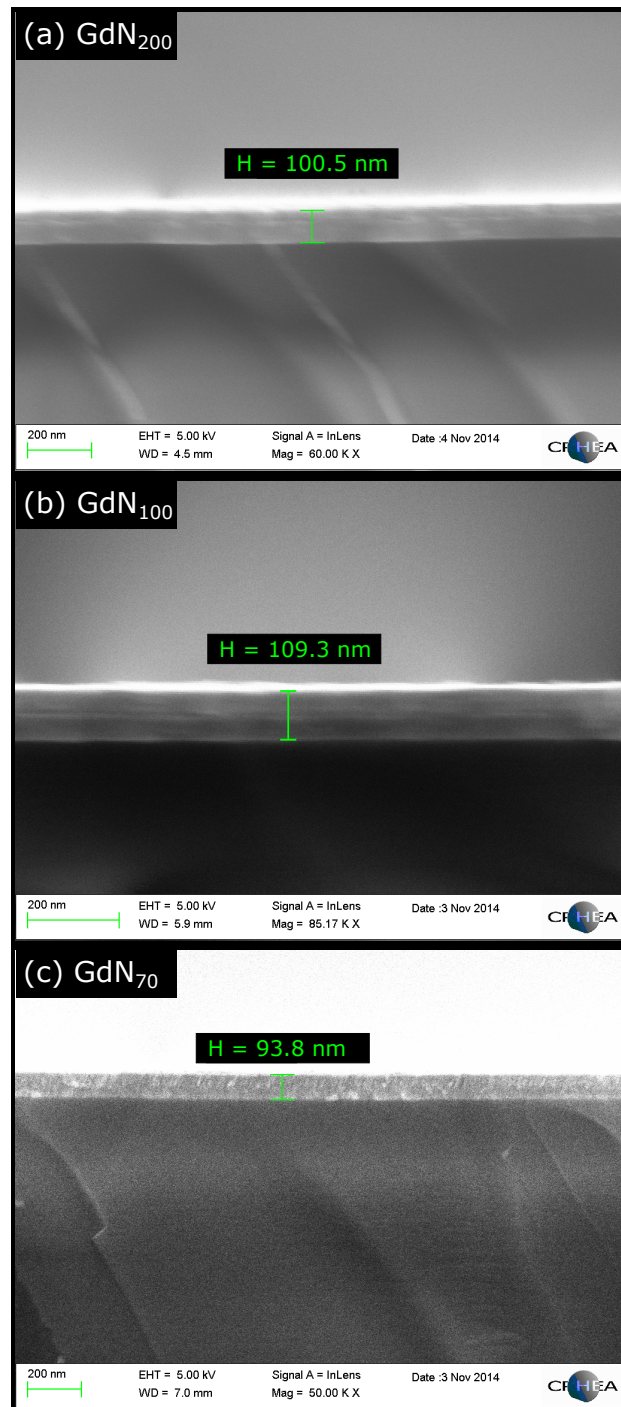 (a) GdN200
H = 100.5 nm
200 nm
EHT = 5.00 kV
Signal A = InLens
Date :4 Nov 2014
WD = 4.5 mm
Mag = 60.00 K X
CRHEA
(b) GdN100
H = 109.3 nm
200 nm
EHT = 5.00 kV
Signal A = InLens
Date :3 Nov 2014
WD = 5.9 mm
Mag = 85.17 K X
CRHEA
(c) GdN70
H = 93.8 nm
200 nm
EHT = 5.00 kV
Signal A = InLens
Date :3 Nov 2014
WD = 7.0 mm
Mag = 50.00 K X
CRHEA